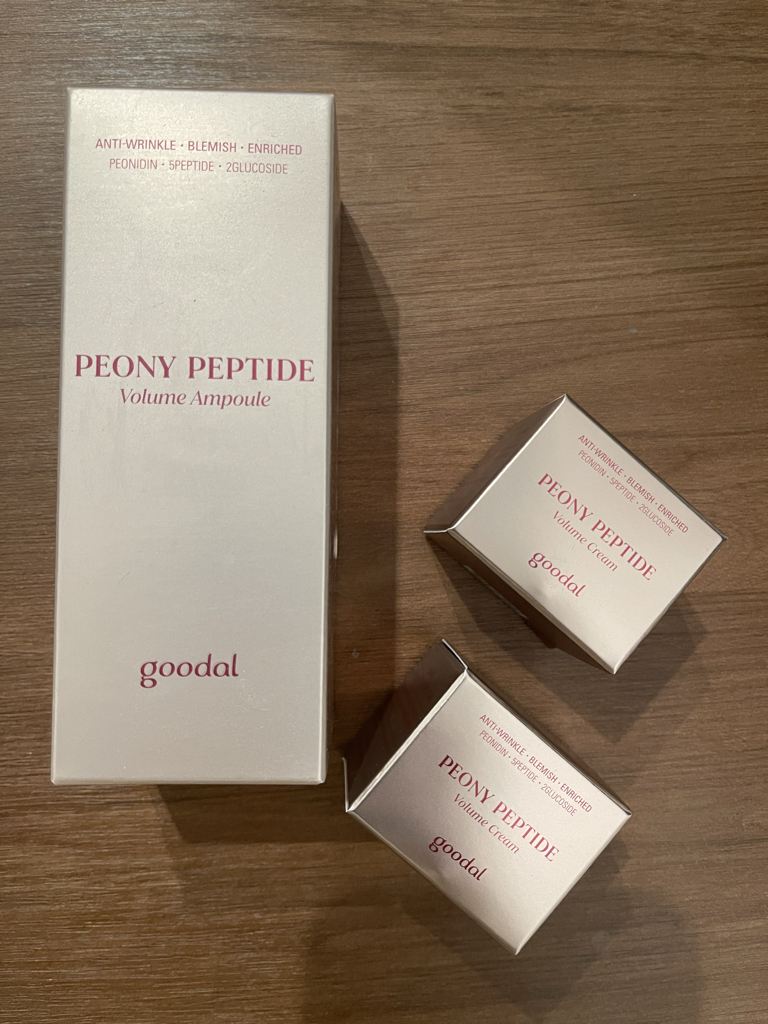 ANTI-WRINKLE · BLEMISH · ENRICHED
PEONIDIN · 5PEPTIDE · 2GLUCOSIDE
PEONY PEPTIDE
Volume Ampoule
goodal
ANTI-WRINKLE · BLEMISH · ENRICHED
PEONIDIN · 5PEPTIDE · 2GLUCOSIDE
PEONY PEPTIDE
Volume Cream
goodal
ANTI-WRINKLE · BLEMISH · ENRICHED
PEONIDIN · 5PEPTIDE · 2GLUCOSIDE
PEONY PEPTIDE
Volume Cream
goodal